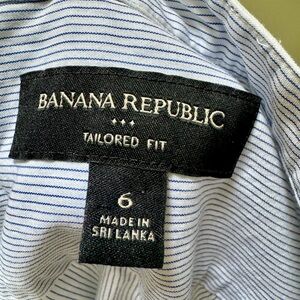 BANANA REPUBLIC
TAILORED FIT
6
MADE IN
SRI LANKA